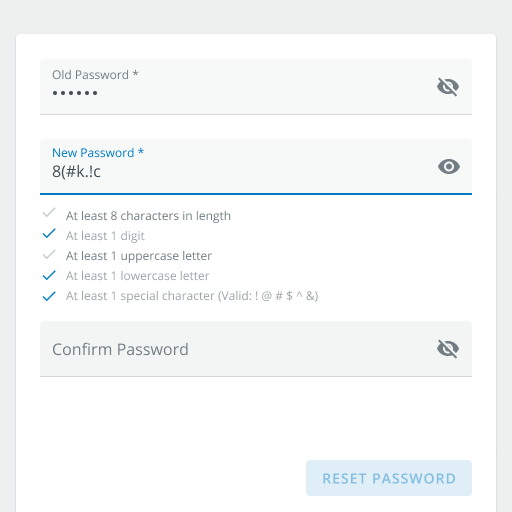 Old Password *
••••••
New Password *
8(#k.!c
At least 8 characters in length
At least 1 digit
At least 1 uppercase letter
At least 1 lowercase letter
At least 1 special character (Valid: ! @ # $ ^ &)
Confirm Password
RESET PASSWORD